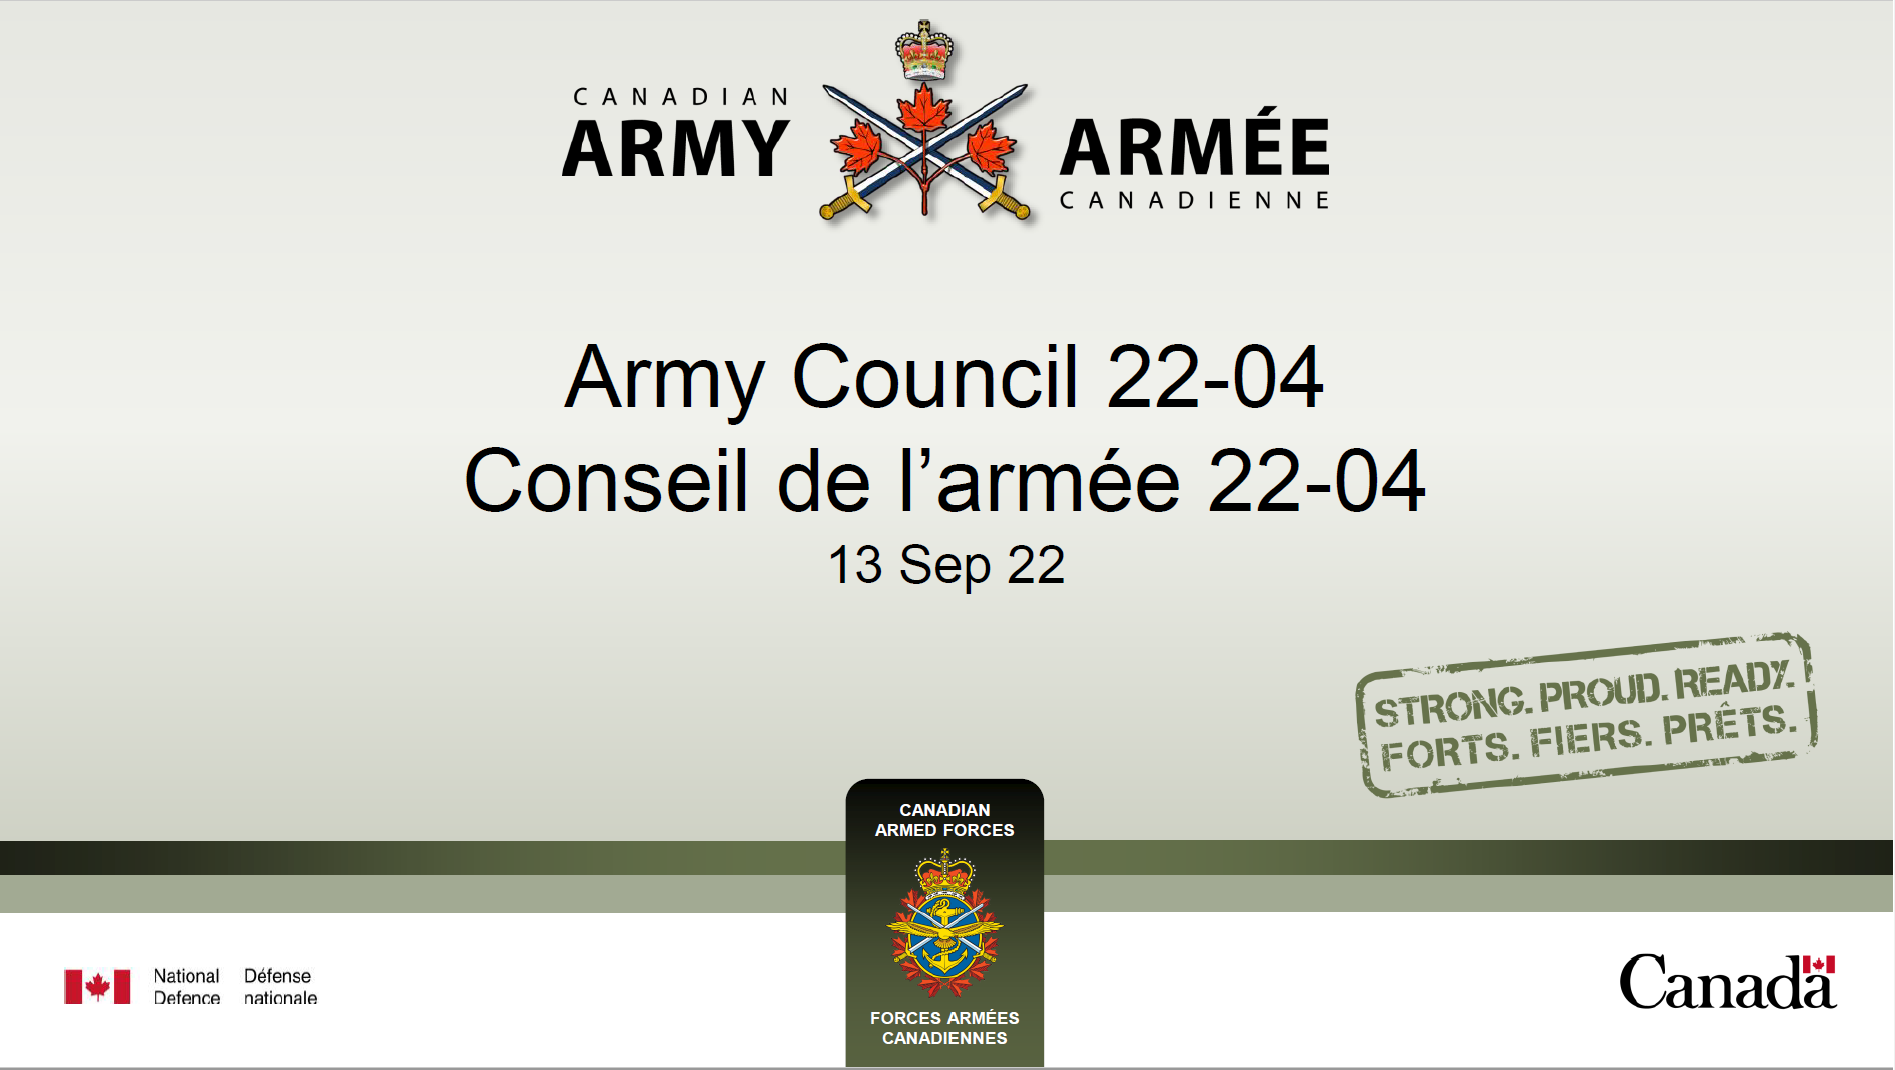 CANADIAN
ARMY
ARMÉE
CANADIENNE
Army Council 22-04
Conseil de l’armée 22-04
13 Sep 22
STRONG. PROUD. READY.
FORTS. FIERS. PRÊTS.
CANADIAN
ARMED FORCES
FORCES ARMÉES
CANADIENNES
National
Defence
Défense
nationale
Canada